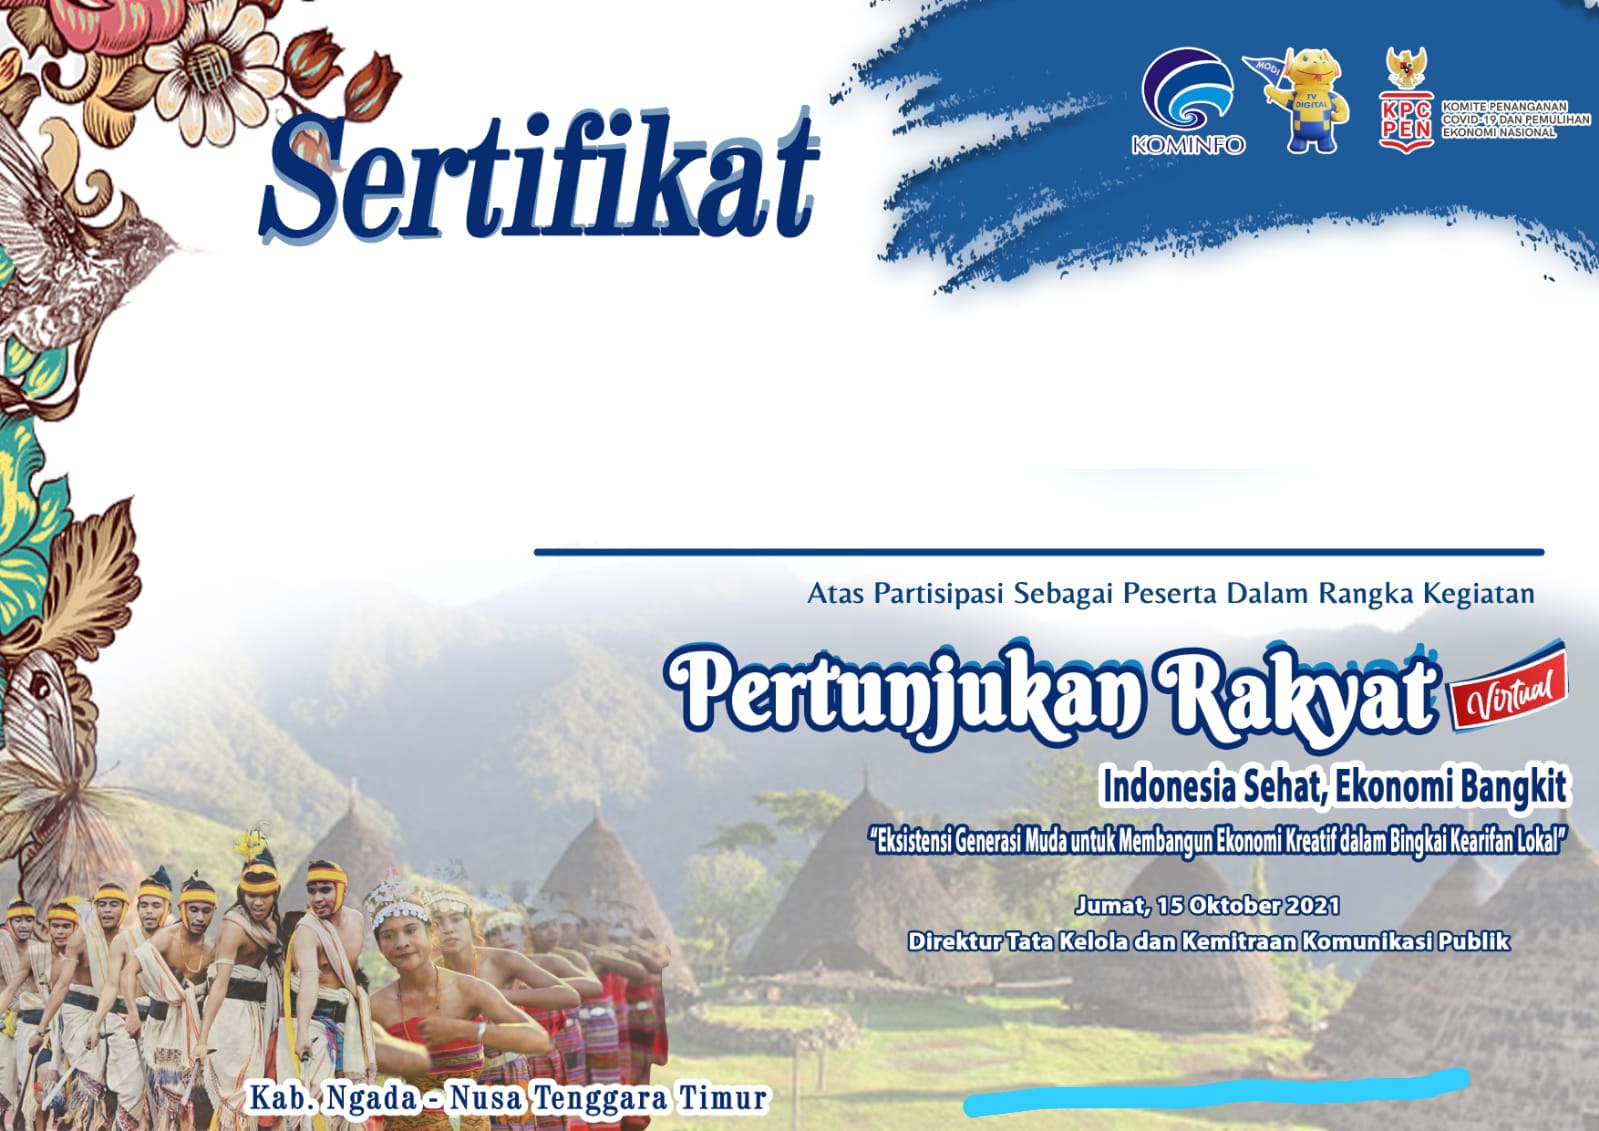 Sertifikat
KOMINFO
MODI
TV
DIGITAL
KPC
PEN
KOMITE PENANGANAN
COVID-19 DAN PEMULIHAN
EKONOMI NASIONAL
Atas Partisipasi Sebagai Peserta Dalam Rangka Kegiatan
Pertunjukan Rakyat Virtual
Indonesia Sehat, Ekonomi Bangkit
“Eksistensi Generasi Muda untuk Membangun Ekonomi Kreatif dalam Bingkai Kearifan Lokal”
Jumat, 15 Oktober 2021
Direktur Tata Kelola dan Kemitraan Komunikasi Publik
Kab. Ngada - Nusa Tenggara Timur